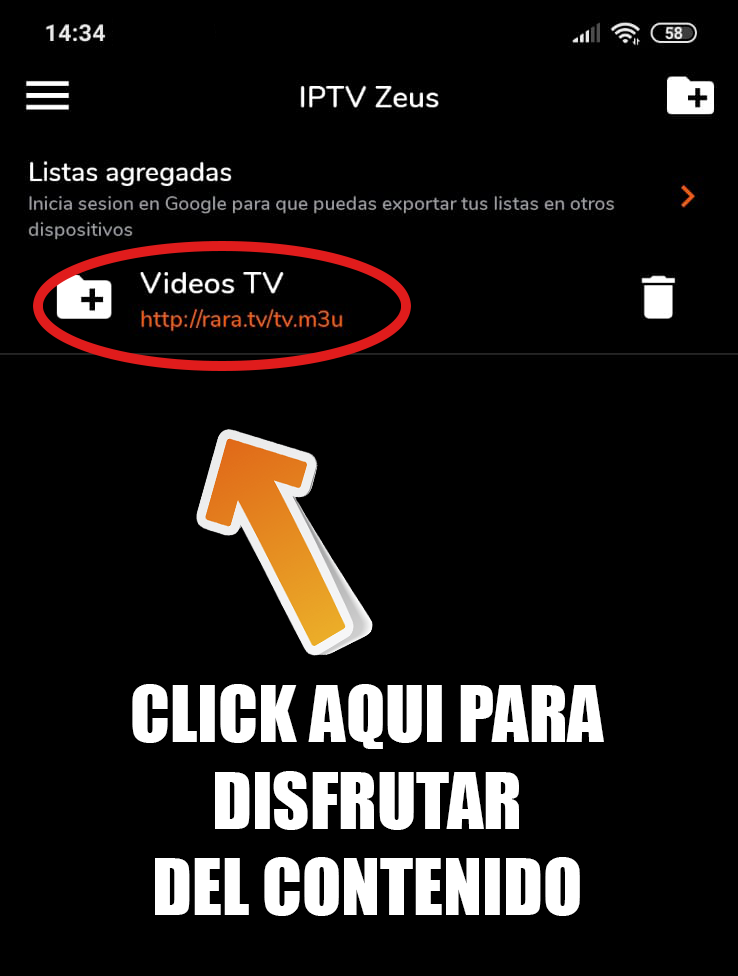 14:34
58
IPTV Zeus
Listas agregadas
Inicia sesion en Google para que puedas exportar tus listas en otros
dispositivos
Videos TV
http://rara.tv/tv.m3u
CLICK AQUI PARA
DISFRUTAR
DEL CONTENIDO